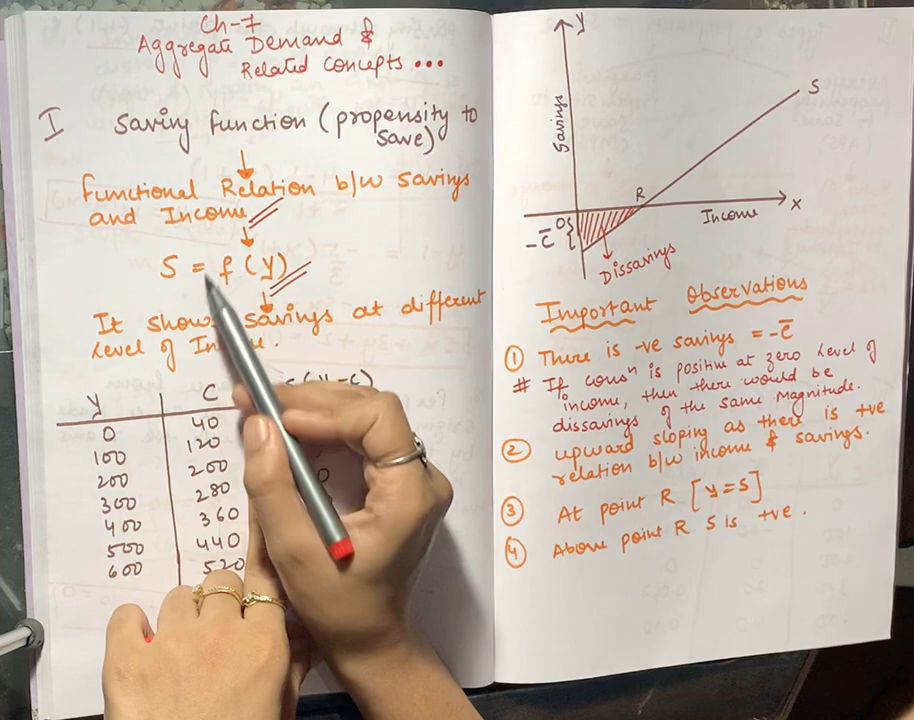 Ch-7
Aggregate Demand &
Related concepts ...
I Saving function (propensity to
Save)
functional Relation b/w savings
and Income
S = f (y)
It shows savings at different
Level of Income.
(Y-C)
Y C
0 40
100 120
200 200
300 280
400 360
500 440
600 520
0
Y
Savings
S
R
O
Income X
-c̅
Dissavings
Important Observations
① There is -ve savings = -c̅
# If consⁿ is positive at zero level of
income, then there would be
dissavings of the same Magnitude.
② upward sloping as there is +ve
relation b/w income & savings.
③ At point R [Y=S]
④ Above point R S is +ve.